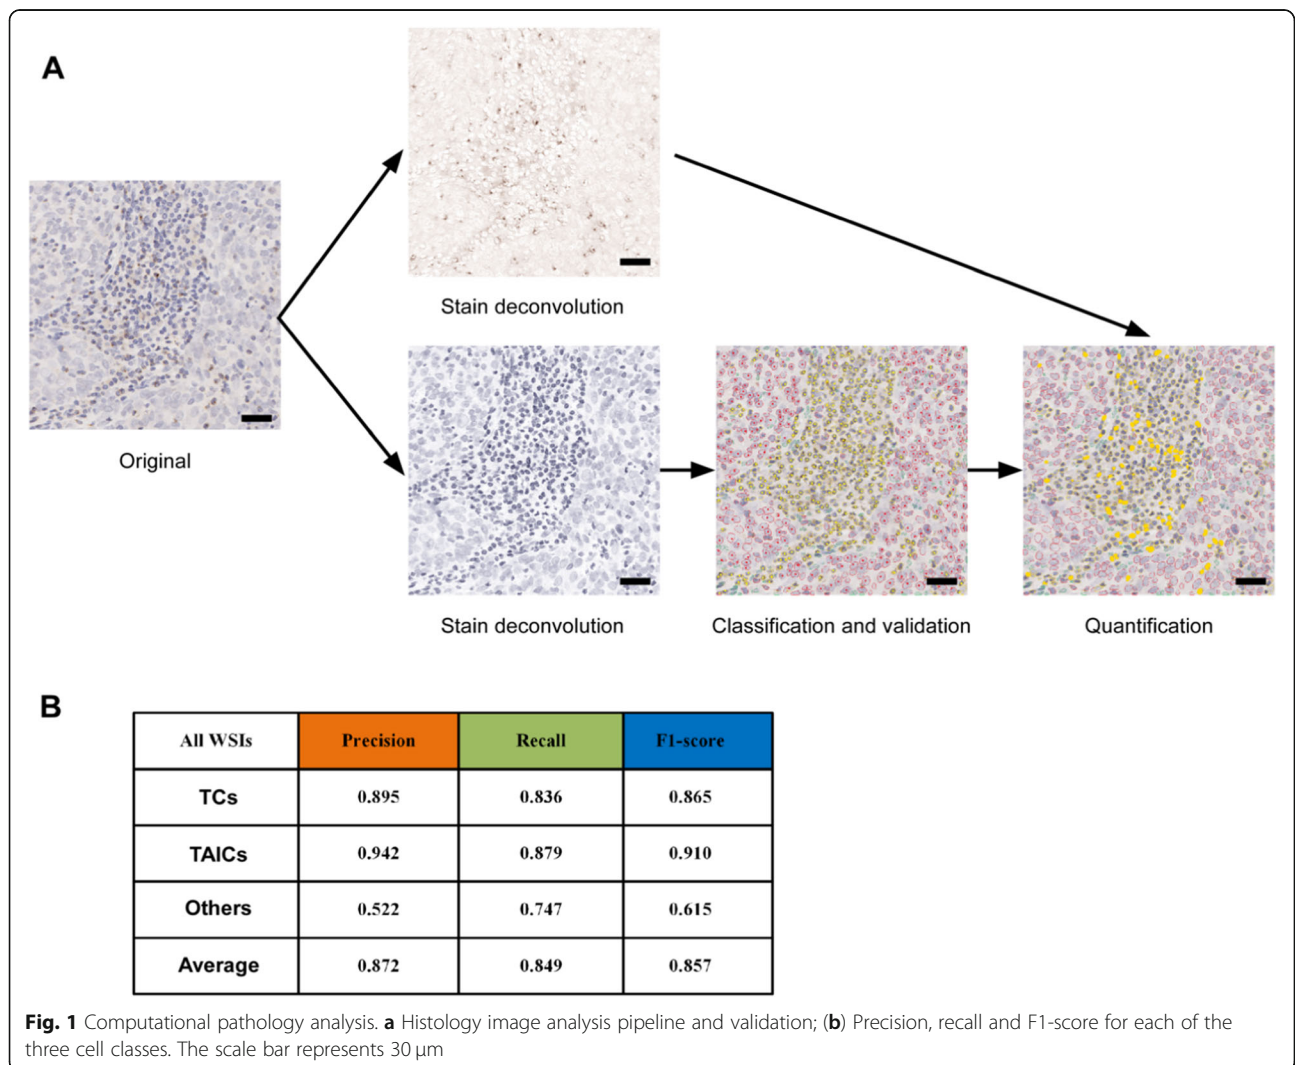 A
Original
Stain deconvolution
Stain deconvolution
Classification and validation
Quantification
B
All WSIs Precision Recall F1-score
TCs 0.895 0.836 0.865
TAICs 0.942 0.879 0.910
Others 0.522 0.747 0.615
Average 0.872 0.849 0.857
Fig. 1 Computational pathology analysis. a Histology image analysis pipeline and validation; (b) Precision, recall and F1-score for each of the
three cell classes. The scale bar represents 30 μm